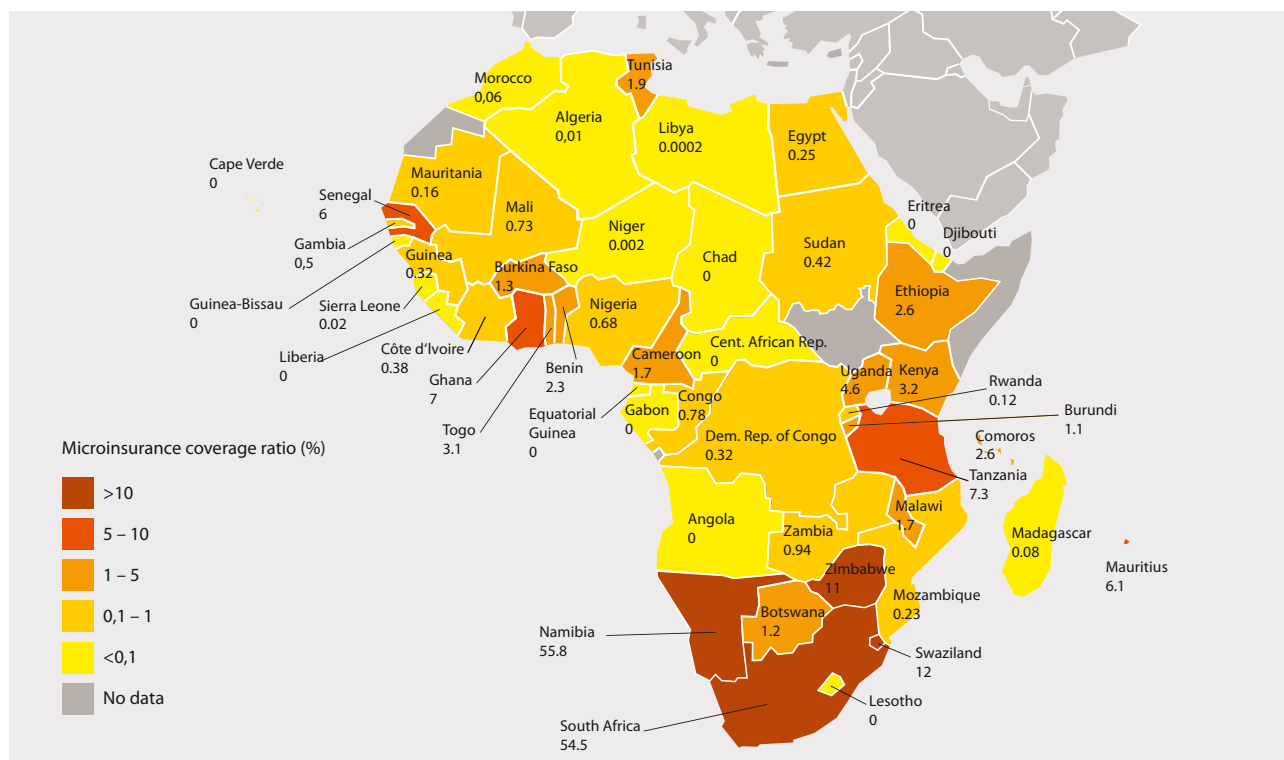 Morocco
0,06
Algeria
0,01
Tunisia
1.9
Libya
0.0002
Egypt
0.25
Cape Verde
0
Mauritania
0.16
Senegal
6
Mali
0.73
Niger
0.002
Chad
0
Sudan
0.42
Eritrea
0
Djibouti
0
Gambia
0,5
Guinea
0.32
Burkina Faso
1.3
Nigeria
0.68
Ethiopia
2.6
Guinea-Bissau
0
Sierra Leone
0.02
Liberia
0
Côte d'Ivoire
0.38
Ghana
7
Togo
3.1
Benin
2.3
Cameroon
1.7
Cent. African Rep.
0
Equatorial
Guinea
0
Gabon
0
Congo
0.78
Dem. Rep. of Congo
0.32
Uganda
4.6
Kenya
3.2
Rwanda
0.12
Burundi
1.1
Comoros
2.6
Tanzania
7.3
Angola
0
Zambia
0.94
Malawi
1.7
Madagascar
0.08
Mauritius
6.1
Zimbabwe
11
Mozambique
0.23
Namibia
55.8
Botswana
1.2
Swaziland
12
Lesotho
0
South Africa
54.5
Microinsurance coverage ratio (%)
>10
5 – 10
1 – 5
0,1 – 1
<0,1
No data